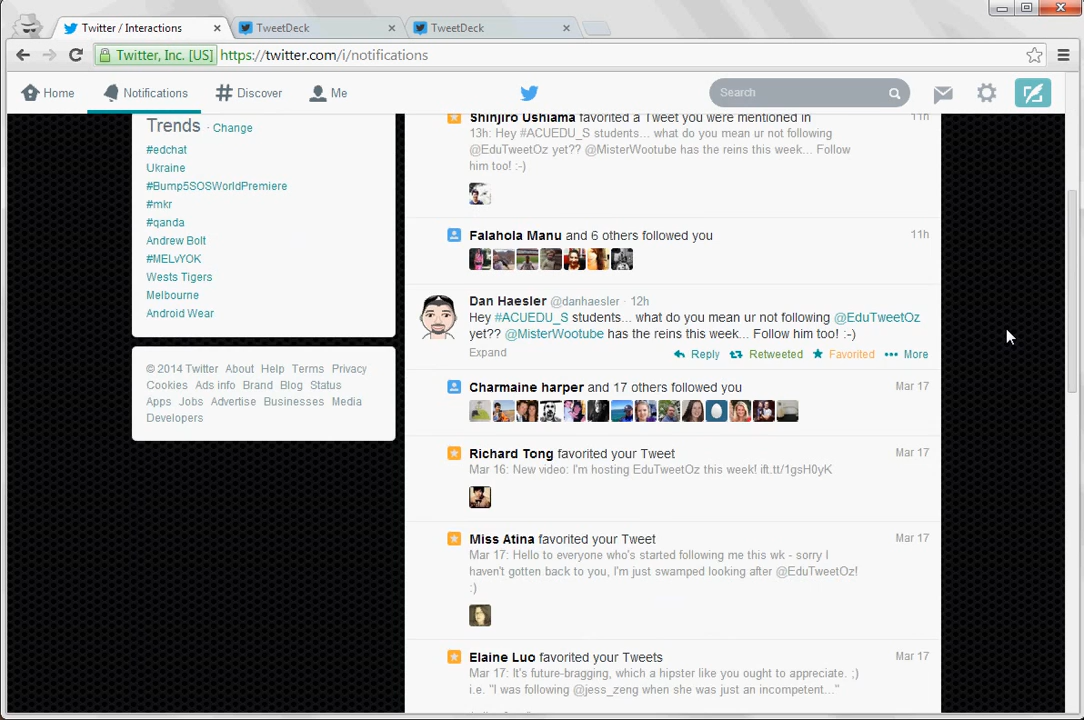 Twitter / Interactions
TweetDeck
TweetDeck
Twitter, Inc. [US]
https://twitter.com/i/notifications
Home
Notifications
Discover
Me
Search
Trends · Change
#edchat
Ukraine
#Bump5SOSWorldPremiere
#mkr
#qanda
Andrew Bolt
#MELvYOK
Wests Tigers
Melbourne
Android Wear
© 2014 Twitter About Help Terms Privacy
Cookies Ads info Brand Blog Status
Apps Jobs Advertise Businesses Media
Developers
Shinjiro Ushiama favorited a Tweet you were mentioned in 11h
13h: Hey #ACUEDU_S students... what do you mean ur not following
@EduTweetOz yet?? @MisterWootube has the reins this week... Follow
him too! :-)
Falahola Manu and 6 others followed you 11h
Dan Haesler @danhaesler · 12h
Hey #ACUEDU_S students... what do you mean ur not following @EduTweetOz
yet?? @MisterWootube has the reins this week... Follow him too! :-)
Expand Reply Retweeted Favorited More
Charmaine harper and 17 others followed you Mar 17
Richard Tong favorited your Tweet Mar 17
Mar 16: New video: I'm hosting EduTweetOz this week! ift.tt/1gsH0yK
Miss Atina favorited your Tweet Mar 17
Mar 17: Hello to everyone who's started following me this wk - sorry I
haven't gotten back to you, I'm just swamped looking after @EduTweetOz!
:)
Elaine Luo favorited your Tweets Mar 17
Mar 17: It's future-bragging, which a hipster like you ought to appreciate. ;)
i.e. "I was following @jess_zeng when she was just an incompetent..."